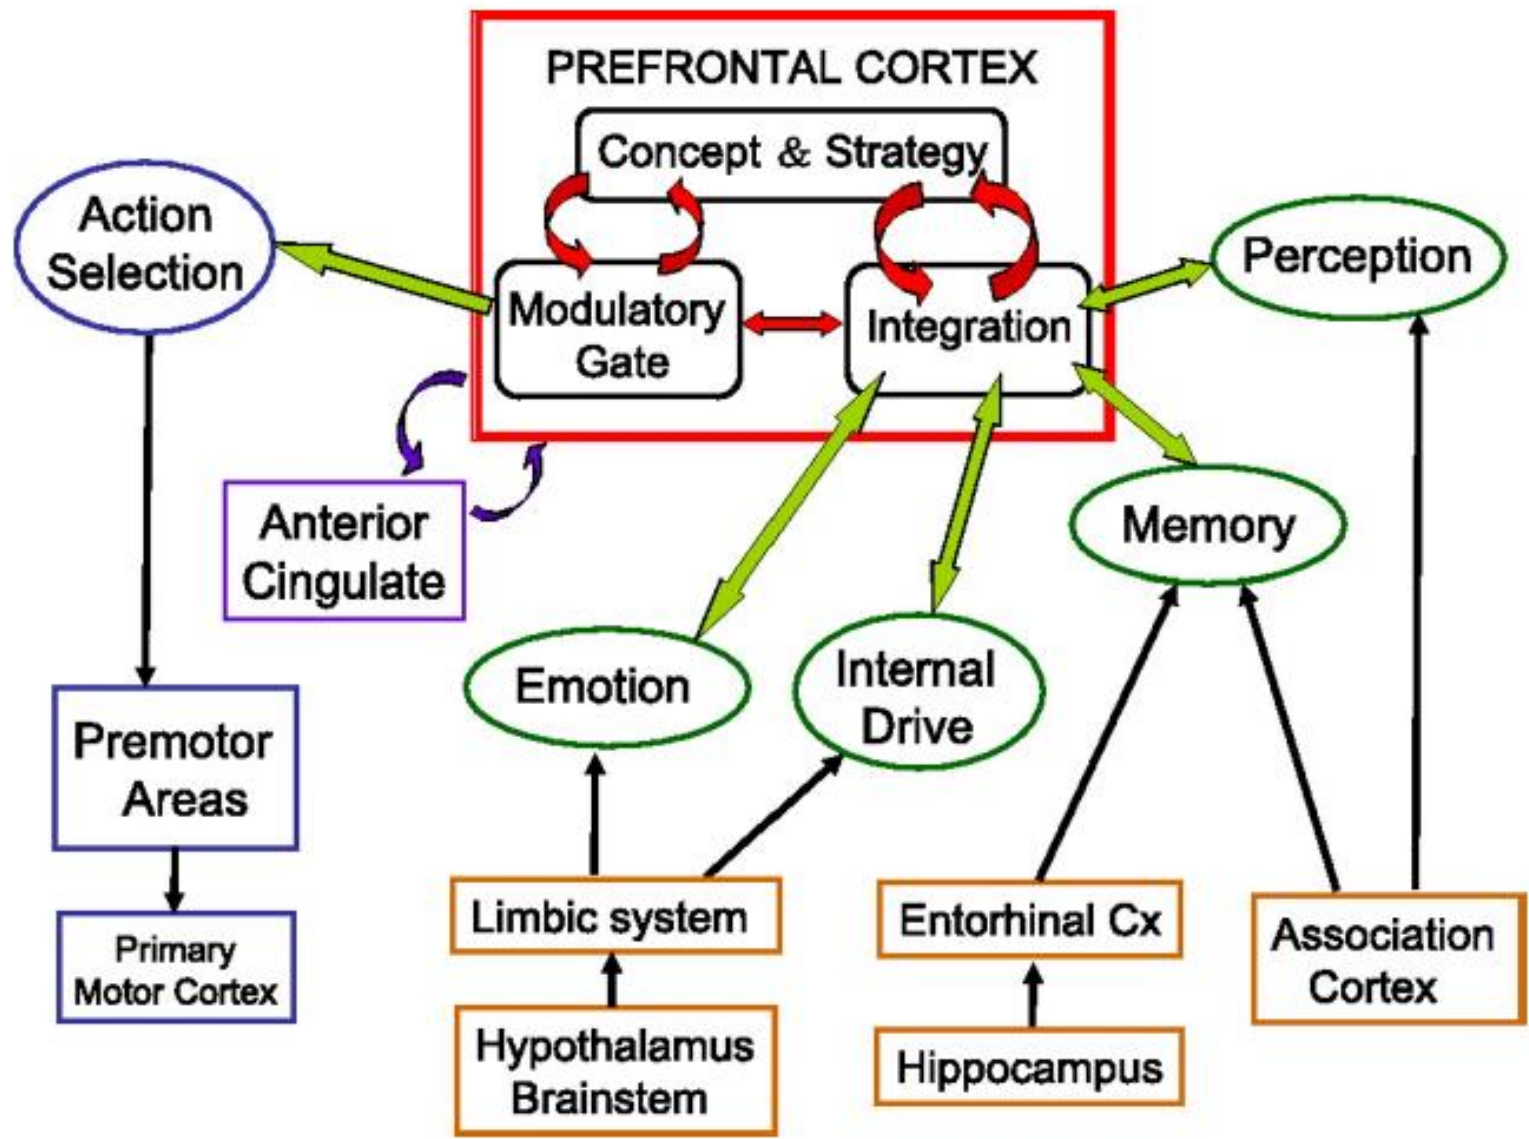 PREFRONTAL CORTEX
Concept & Strategy
Action
Selection
Modulatory
Gate
Integration
Perception
Anterior
Cingulate
Memory
Emotion
Internal
Drive
Premotor
Areas
Limbic system
Entorhinal Cx
Association
Cortex
Primary
Motor Cortex
Hypothalamus
Brainstem
Hippocampus